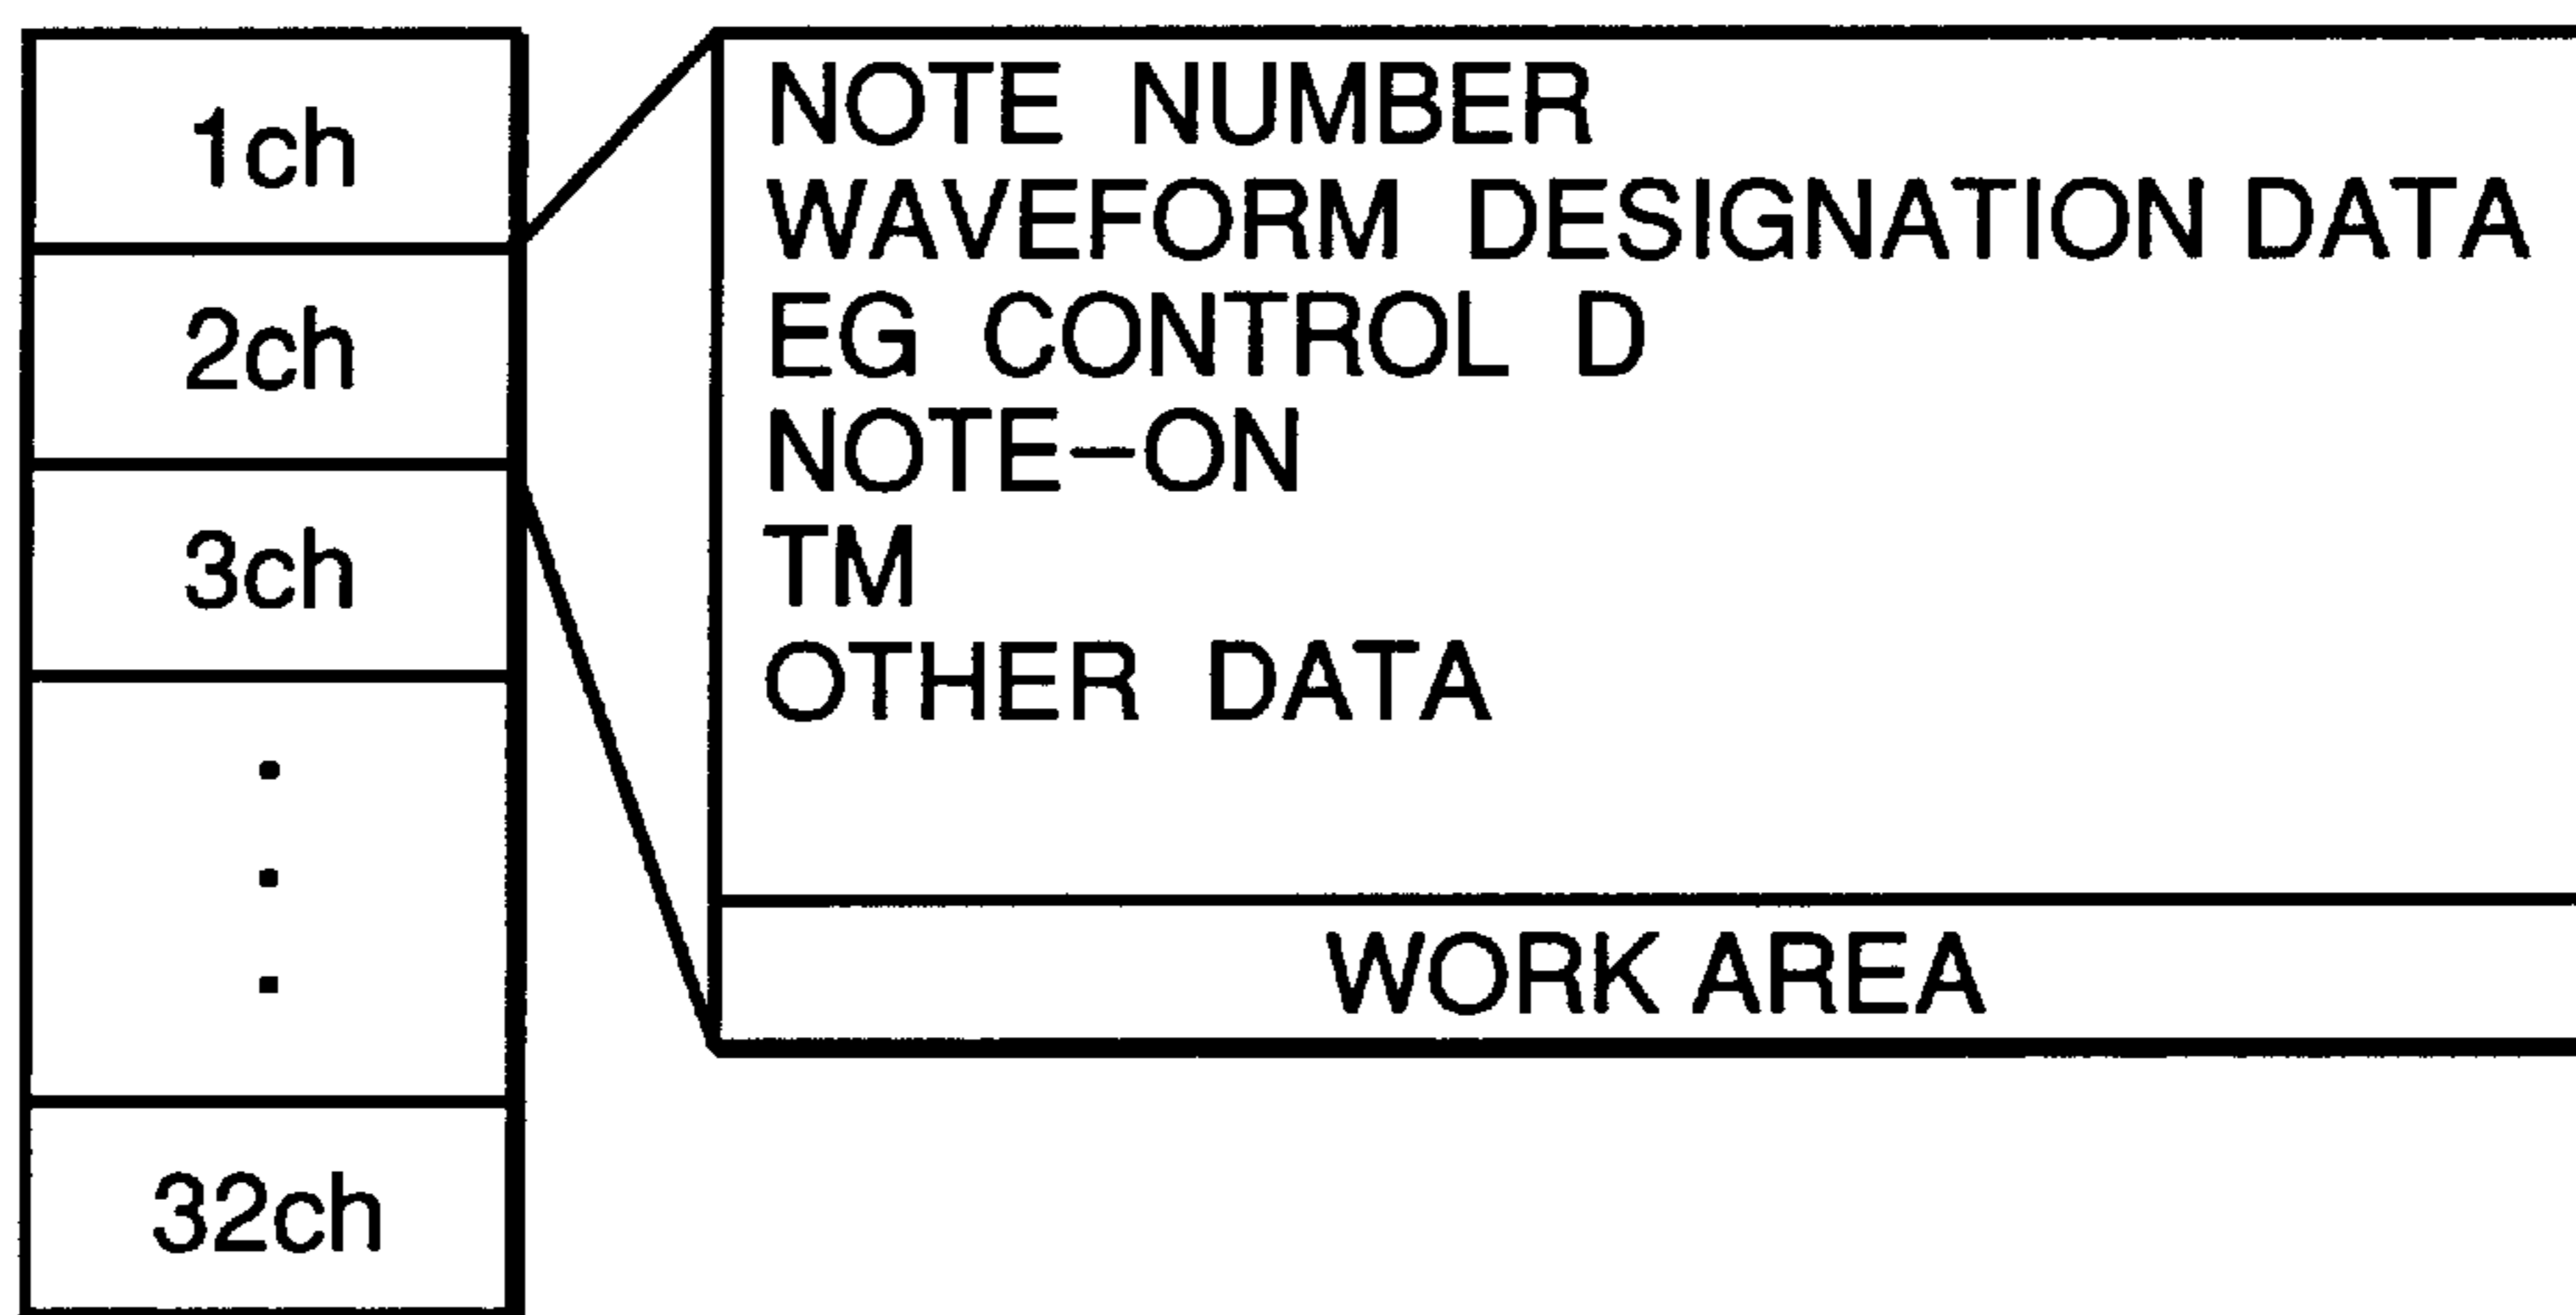 1ch
2ch
3ch
32ch
NOTE NUMBER
WAVEFORM DESIGNATION DATA
EG CONTROL D
NOTE-ON
TM
OTHER DATA
WORK AREA